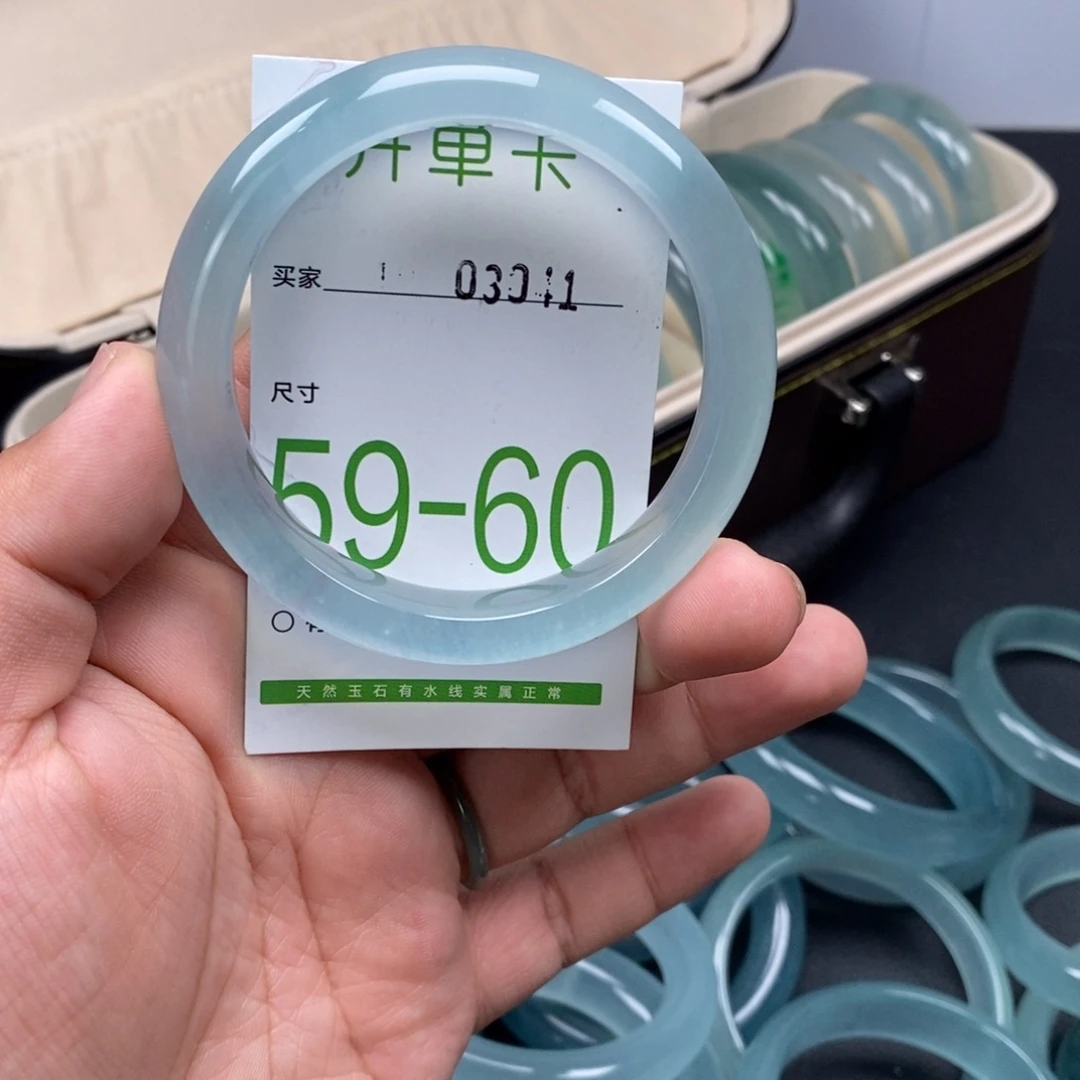 开单卡
买家 03011
尺寸
59-60
天然玉石有水线实属正常